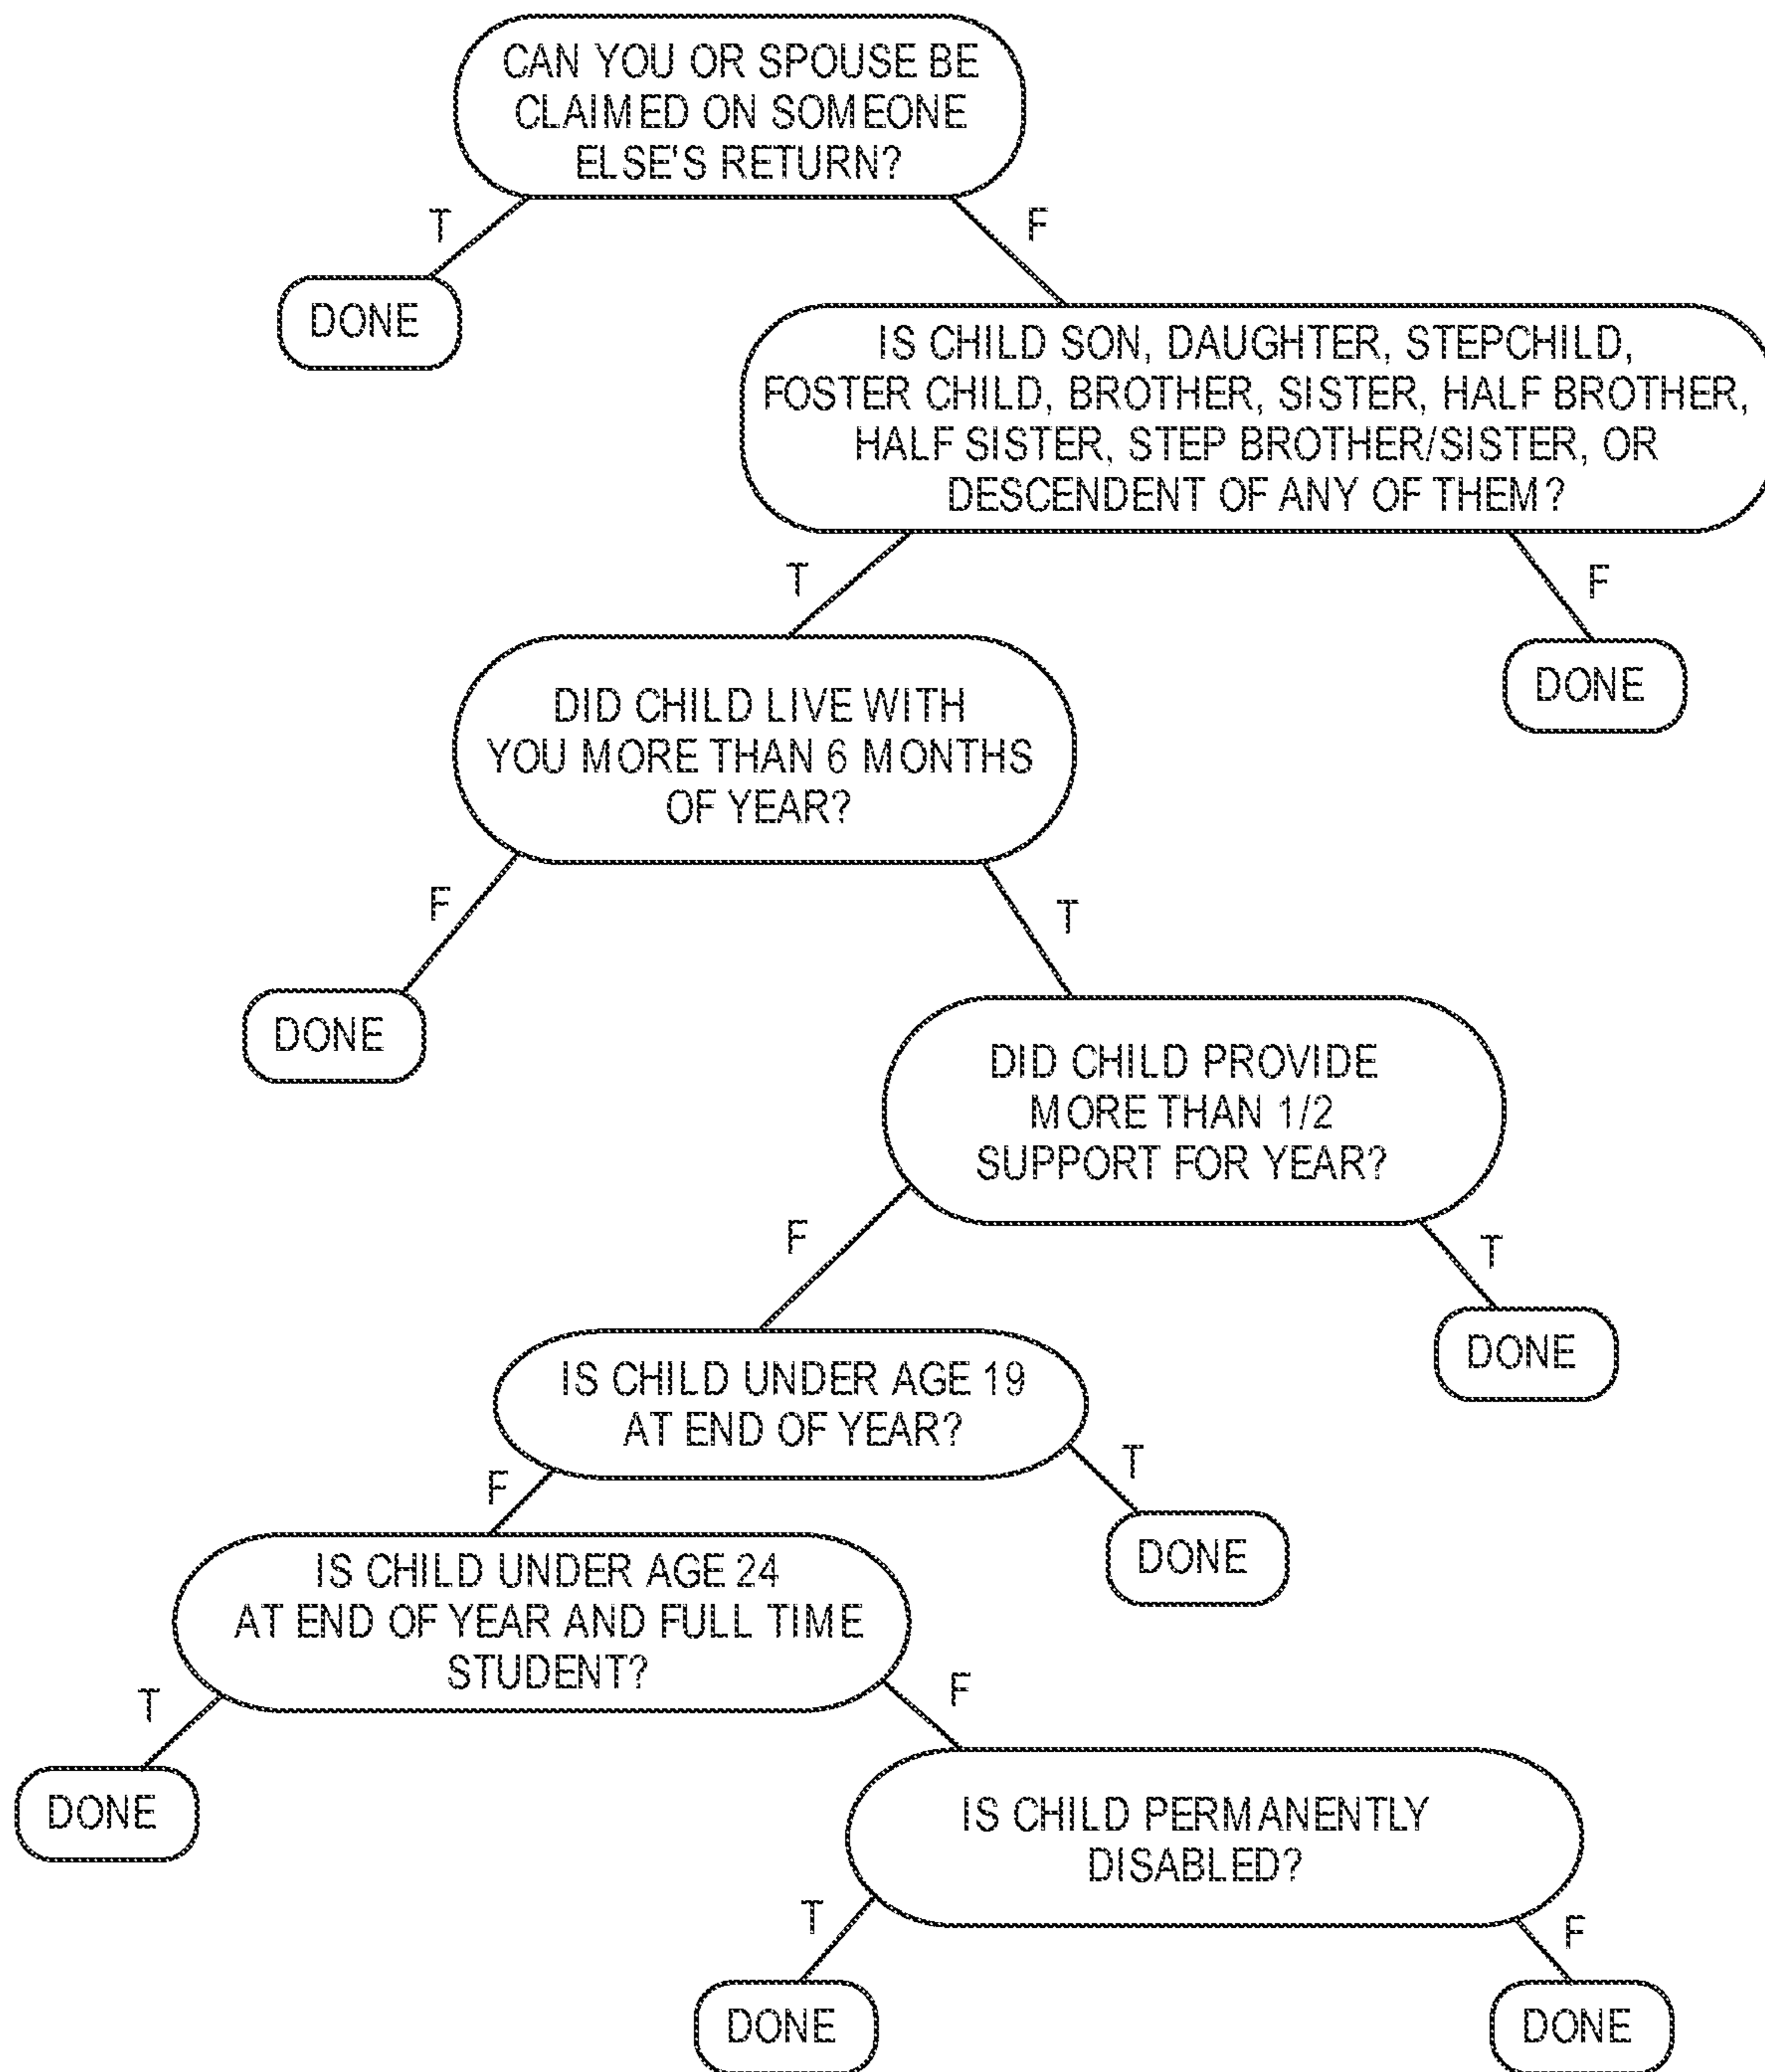 CAN YOU OR SPOUSE BE
CLAIMED ON SOMEONE
ELSE'S RETURN?
T
F
DONE
IS CHILD SON, DAUGHTER, STEPCHILD,
FOSTER CHILD, BROTHER, SISTER, HALF BROTHER,
HALF SISTER, STEP BROTHER/SISTER, OR
DESCENDENT OF ANY OF THEM?
T
F
DONE
DID CHILD LIVE WITH
YOU MORE THAN 6 MONTHS
OF YEAR?
F
T
DONE
DID CHILD PROVIDE
MORE THAN 1/2
SUPPORT FOR YEAR?
F
T
DONE
IS CHILD UNDER AGE 19
AT END OF YEAR?
F
T
DONE
IS CHILD UNDER AGE 24
AT END OF YEAR AND FULL TIME
STUDENT?
T
F
DONE
IS CHILD PERMANENTLY
DISABLED?
T
F
DONE
DONE